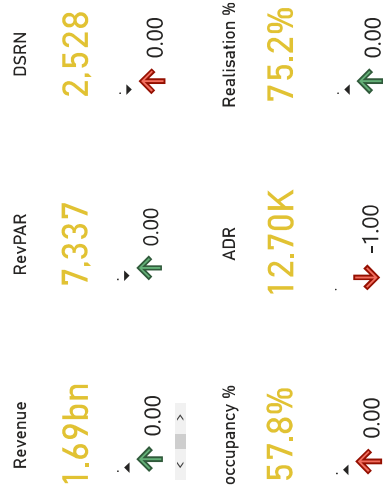 Revenue
1.69bn
0.00
RevPAR
7,337
0.00
DSRN
2,528
0.00
occupancy %
57.8%
0.00
ADR
12.70K
-1.00
Realisation %
75.2%
0.00